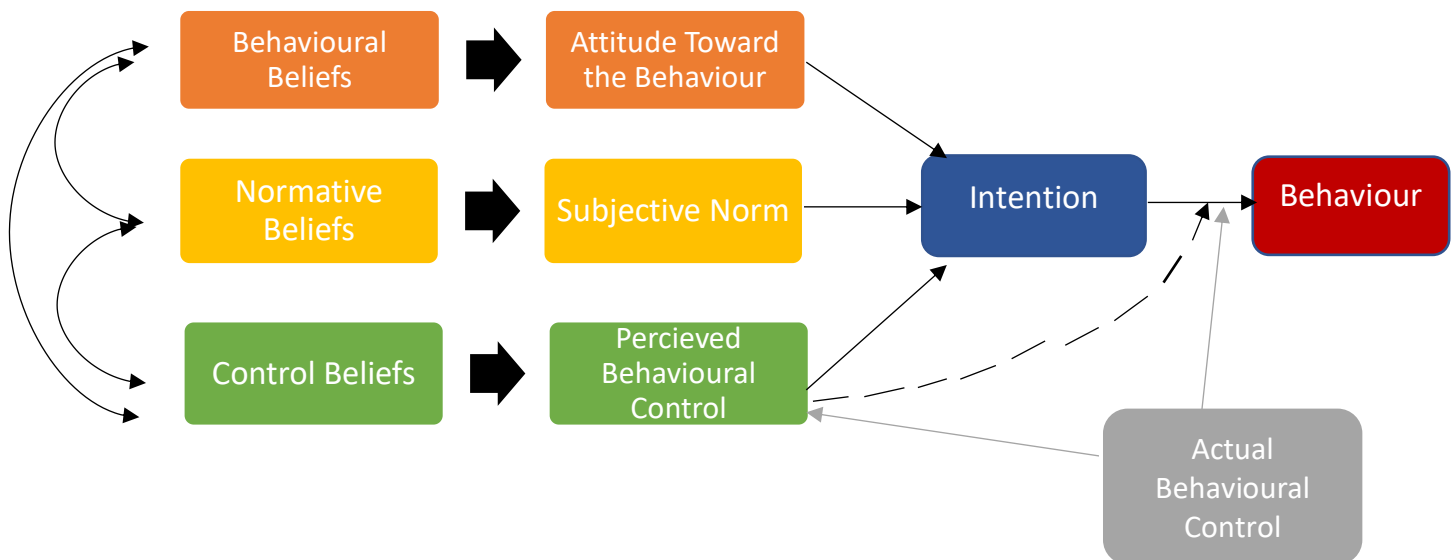 Behavioural
Beliefs
Attitude Toward
the Behaviour
Normative
Beliefs
Subjective Norm
Intention
Behaviour
Control Beliefs
Percieved
Behavioural
Control
Actual
Behavioural
Control